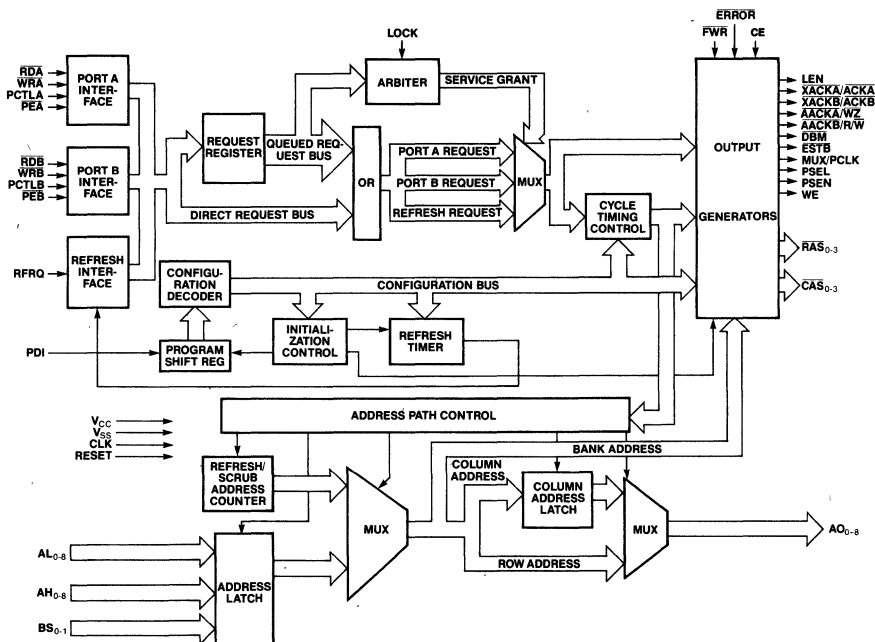 ERROR
FWR
CE
LOCK
RDA
WRA
PCTLA
PEA
PORT A
INTER-
FACE
ARBITER
SERVICE GRANT
LEN
XACKA/ACKA
XACKB/ACKB
AACKA/WZ
AACKB/R/W
DBM
ESTB
MUX/PCLK
PSEL
PSEN
WE
REQUEST
REGISTER
QUEUED REQ-
UEST BUS
OR
PORT A REQUEST
PORT B REQUEST
REFRESH REQUEST
MUX
OUTPUT
GENERATORS
RDB
WRB
PCTLB
PEB
PORT B
INTER-
FACE
DIRECT REQUEST BUS
CYCLE
TIMING
CONTROL
RAS0-3
CAS0-3
RFRQ
REFRESH
INTER-
FACE
CONFIGU-
RATION
DECODER
CONFIGURATION BUS
INITIALI-
ZATION
CONTROL
REFRESH
TIMER
PDI
PROGRAM
SHIFT REG
VCC
VSS
CLK
RESET
ADDRESS PATH CONTROL
BANK ADDRESS
REFRESH/
SCRUB
ADDRESS
COUNTER
MUX
COLUMN
ADDRESS
COLUMN
ADDRESS
LATCH
MUX
AO0-8
ROW ADDRESS
AL0-8
AH0-8
BS0-1
ADDRESS
LATCH